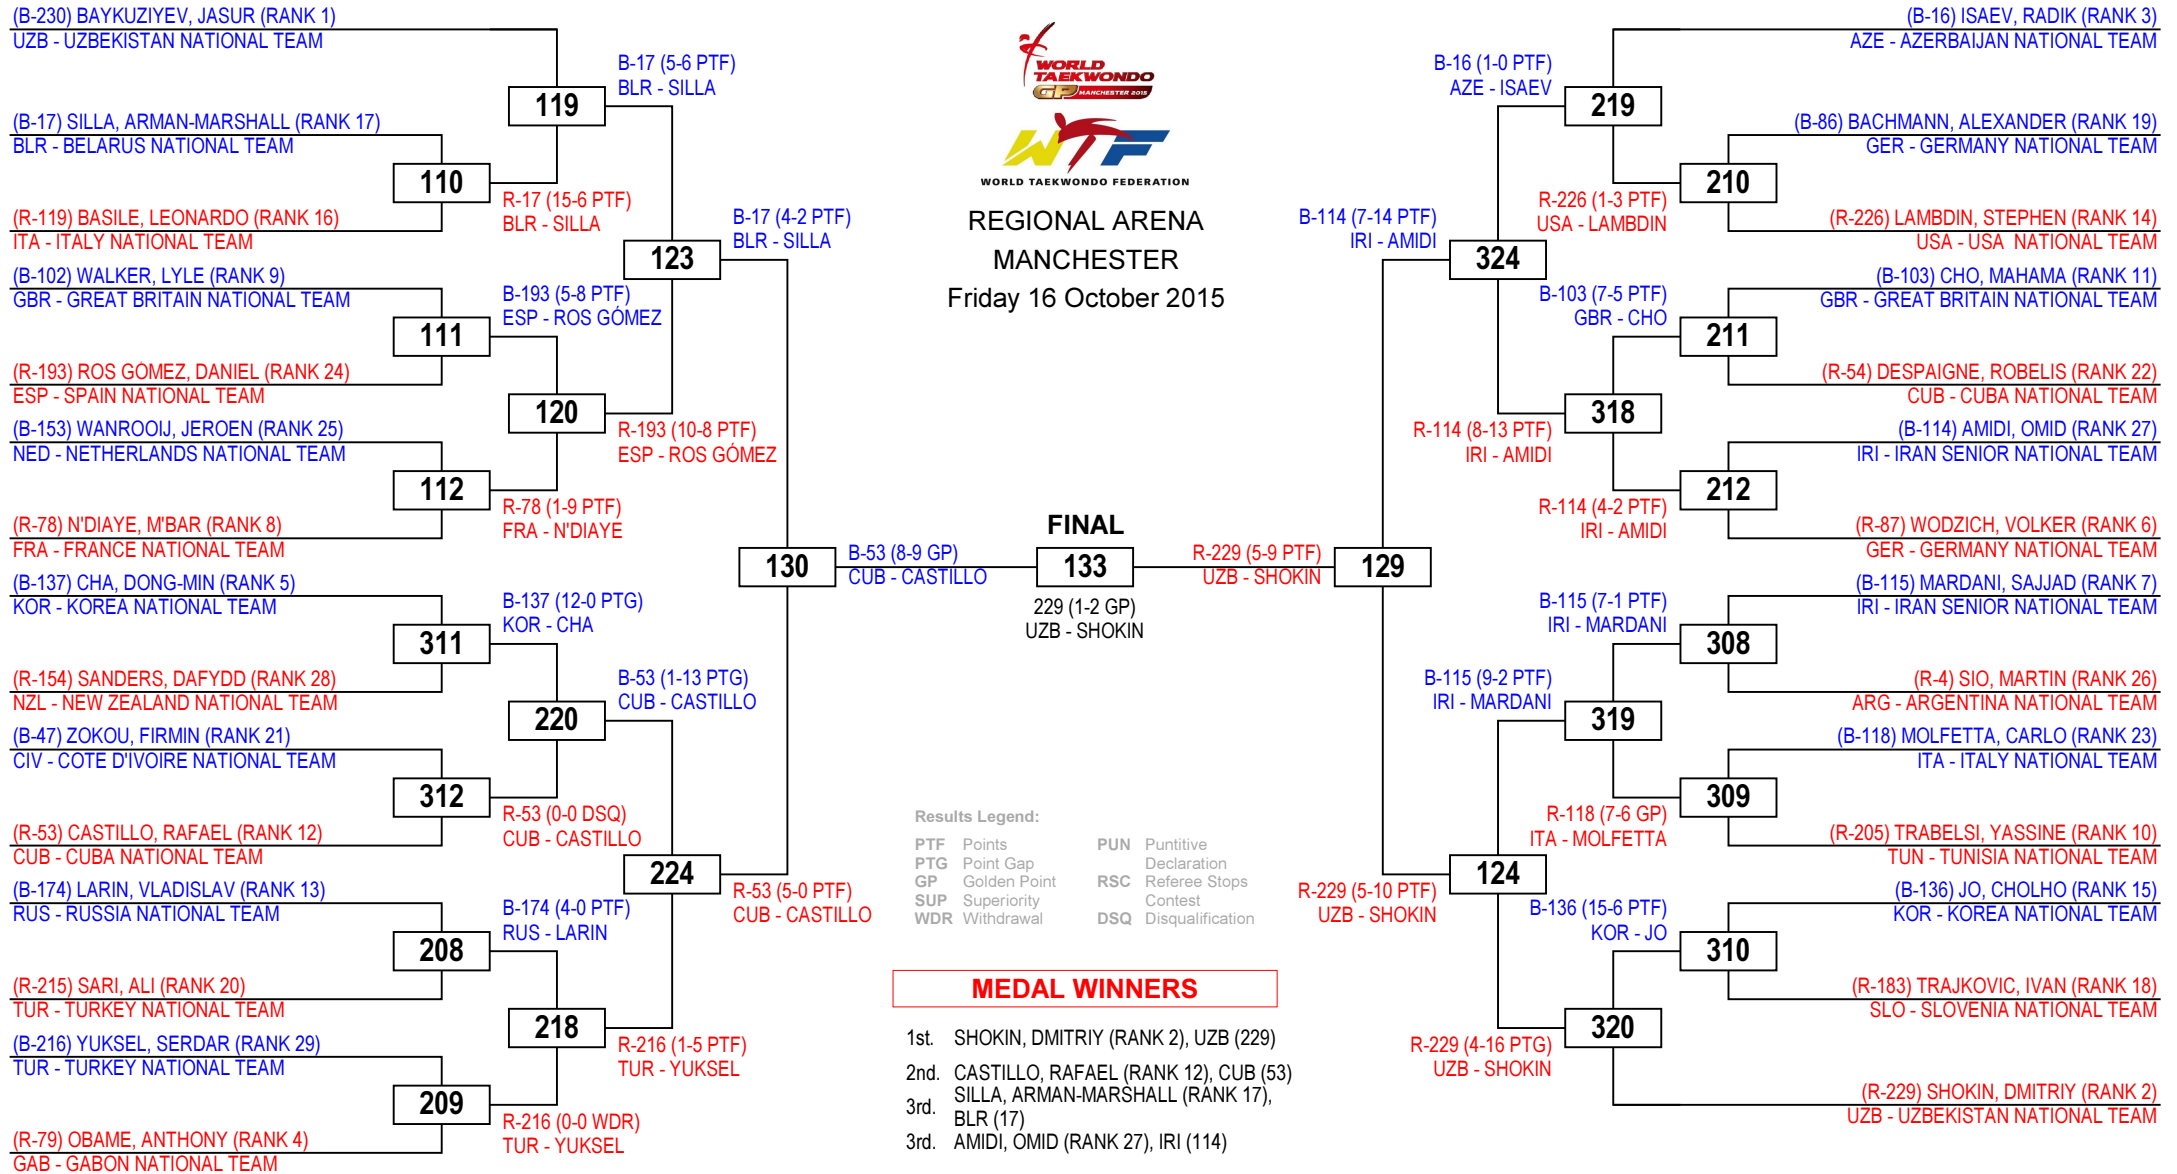 (B-230) BAYKUZIYEV, JASUR (RANK 1)
UZB - UZBEKISTAN NATIONAL TEAM
(B-17) SILLA, ARMAN-MARSHALL (RANK 17)
BLR - BELARUS NATIONAL TEAM
(R-119) BASILE, LEONARDO (RANK 16)
ITA - ITALY NATIONAL TEAM
(B-102) WALKER, LYLE (RANK 9)
GBR - GREAT BRITAIN NATIONAL TEAM
(R-193) ROS GÓMEZ, DANIEL (RANK 24)
ESP - SPAIN NATIONAL TEAM
(B-153) WANROOIJ, JEROEN (RANK 25)
NED - NETHERLANDS NATIONAL TEAM
(R-78) N'DIAYE, M'BAR (RANK 8)
FRA - FRANCE NATIONAL TEAM
(B-137) CHA, DONG-MIN (RANK 5)
KOR - KOREA NATIONAL TEAM
(R-154) SANDERS, DAFYDD (RANK 28)
NZL - NEW ZEALAND NATIONAL TEAM
(B-47) ZOKOU, FIRMIN (RANK 21)
CIV - COTE D'IVOIRE NATIONAL TEAM
(R-53) CASTILLO, RAFAEL (RANK 12)
CUB - CUBA NATIONAL TEAM
(B-174) LARIN, VLADISLAV (RANK 13)
RUS - RUSSIA NATIONAL TEAM
(R-215) SARI, ALI (RANK 20)
TUR - TURKEY NATIONAL TEAM
(B-216) YUKSEL, SERDAR (RANK 29)
TUR - TURKEY NATIONAL TEAM
(R-79) OBAME, ANTHONY (RANK 4)
GAB - GABON NATIONAL TEAM
110
111
112
311
312
208
209
R-17 (15-6 PTF)
BLR - SILLA
B-193 (5-8 PTF)
ESP - ROS GÓMEZ
R-78 (1-9 PTF)
FRA - N'DIAYE
B-137 (12-0 PTG)
KOR - CHA
R-53 (0-0 DSQ)
CUB - CASTILLO
B-174 (4-0 PTF)
RUS - LARIN
R-216 (0-0 WDR)
TUR - YUKSEL
119
120
220
218
B-17 (5-6 PTF)
BLR - SILLA
R-193 (10-8 PTF)
ESP - ROS GÓMEZ
B-53 (1-13 PTG)
CUB - CASTILLO
R-216 (1-5 PTF)
TUR - YUKSEL
123
224
B-17 (4-2 PTF)
BLR - SILLA
R-53 (5-0 PTF)
CUB - CASTILLO
130
B-53 (8-9 GP)
CUB - CASTILLO
WORLD
TAEKWONDO
GP MANCHESTER 2015
WTF
WORLD TAEKWONDO FEDERATION
REGIONAL ARENA
MANCHESTER
Friday 16 October 2015
FINAL
133
229 (1-2 GP)
UZB - SHOKIN
Results Legend:
PTF Points
PTG Point Gap
GP Golden Point
SUP Superiority
WDR Withdrawal
PUN Puntitive
Declaration
RSC Referee Stops
Contest
DSQ Disqualification
MEDAL WINNERS
1st. SHOKIN, DMITRIY (RANK 2), UZB (229)
2nd. CASTILLO, RAFAEL (RANK 12), CUB (53)
3rd. SILLA, ARMAN-MARSHALL (RANK 17),
BLR (17)
3rd. AMIDI, OMID (RANK 27), IRI (114)
R-229 (5-9 PTF)
UZB - SHOKIN
129
B-114 (7-14 PTF)
IRI - AMIDI
R-229 (5-10 PTF)
UZB - SHOKIN
324
124
B-16 (1-0 PTF)
AZE - ISAEV
R-114 (8-13 PTF)
IRI - AMIDI
B-115 (9-2 PTF)
IRI - MARDANI
R-229 (4-16 PTG)
UZB - SHOKIN
219
318
319
320
R-226 (1-3 PTF)
USA - LAMBDIN
B-103 (7-5 PTF)
GBR - CHO
R-114 (4-2 PTF)
IRI - AMIDI
B-115 (7-1 PTF)
IRI - MARDANI
R-118 (7-6 GP)
ITA - MOLFETTA
B-136 (15-6 PTF)
KOR - JO
210
211
212
308
309
310
(B-16) ISAEV, RADIK (RANK 3)
AZE - AZERBAIJAN NATIONAL TEAM
(B-86) BACHMANN, ALEXANDER (RANK 19)
GER - GERMANY NATIONAL TEAM
(R-226) LAMBDIN, STEPHEN (RANK 14)
USA - USA NATIONAL TEAM
(B-103) CHO, MAHAMA (RANK 11)
GBR - GREAT BRITAIN NATIONAL TEAM
(R-54) DESPAIGNE, ROBELIS (RANK 22)
CUB - CUBA NATIONAL TEAM
(B-114) AMIDI, OMID (RANK 27)
IRI - IRAN SENIOR NATIONAL TEAM
(R-87) WODZICH, VOLKER (RANK 6)
GER - GERMANY NATIONAL TEAM
(B-115) MARDANI, SAJJAD (RANK 7)
IRI - IRAN SENIOR NATIONAL TEAM
(R-4) SIO, MARTIN (RANK 26)
ARG - ARGENTINA NATIONAL TEAM
(B-118) MOLFETTA, CARLO (RANK 23)
ITA - ITALY NATIONAL TEAM
(R-205) TRABELSI, YASSINE (RANK 10)
TUN - TUNISIA NATIONAL TEAM
(B-136) JO, CHOLHO (RANK 15)
KOR - KOREA NATIONAL TEAM
(R-183) TRAJKOVIC, IVAN (RANK 18)
SLO - SLOVENIA NATIONAL TEAM
(R-229) SHOKIN, DMITRIY (RANK 2)
UZB - UZBEKISTAN NATIONAL TEAM